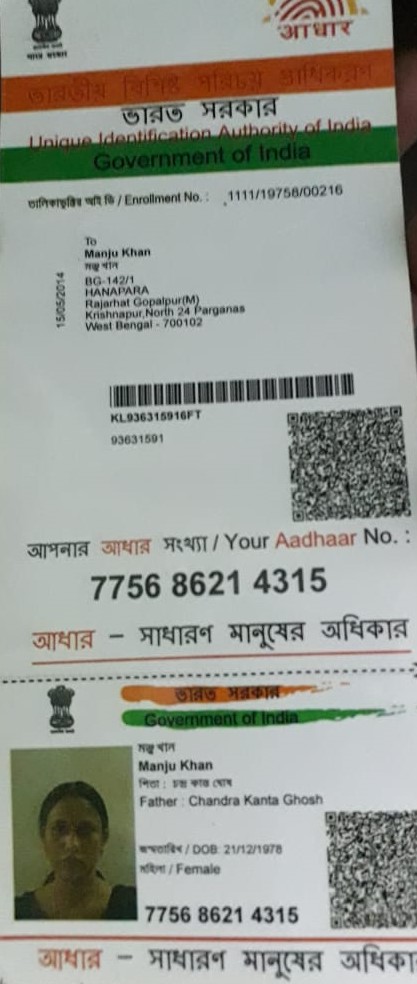 भारत सरकार
आधार
ভারতীয় বিশিষ্ট পরিচয় প্রাধিকরণ
ভারত সরকার
Unique Identification Authority of India
Government of India
তালিকাভুক্তির আই ডি / Enrollment No. : 1111/19758/00216
15/05/2014
To
Manju Khan
মঞ্জু খান
BG-142/1
HANAPARA
Rajarhat Gopalpur(M)
Krishnapur,North 24 Parganas
West Bengal - 700102
KL936315916FT
93631591
আপনার আধার সংখ্যা / Your Aadhaar No. :
7756 8621 4315
আধার – সাধারণ মানুষের অধিকার
ভারত সরকার
Government of India
মঞ্জু খান
Manju Khan
পিতা : চন্দ্র কান্ত ঘোষ
Father : Chandra Kanta Ghosh
জন্মতারিখ / DOB: 21/12/1978
মহিলা / Female
7756 8621 4315
আধার – সাধারণ মানুষের অধিকা